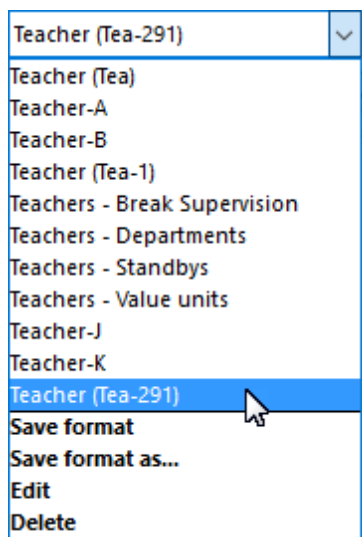 Teacher (Tea-291)
Teacher (Tea)
Teacher-A
Teacher-B
Teacher (Tea-1)
Teachers - Break Supervision
Teachers - Departments
Teachers - Standbys
Teachers - Value units
Teacher-J
Teacher-K
Teacher (Tea-291)
Save format
Save format as...
Edit
Delete